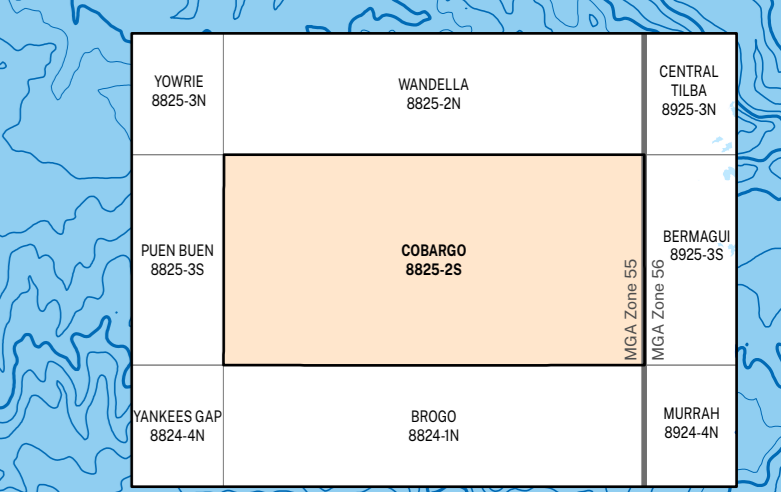 YOWRIE
8825-3N
WANDELLA
8825-2N
CENTRAL
TILBA
8925-3N
PUEN BUEN
8825-3S
COBARGO
8825-2S
MGA Zone 55
MGA Zone 56
BERMAGUI
8925-3S
YANKEES GAP
8824-4N
BROGO
8824-1N
MURRAH
8924-4N